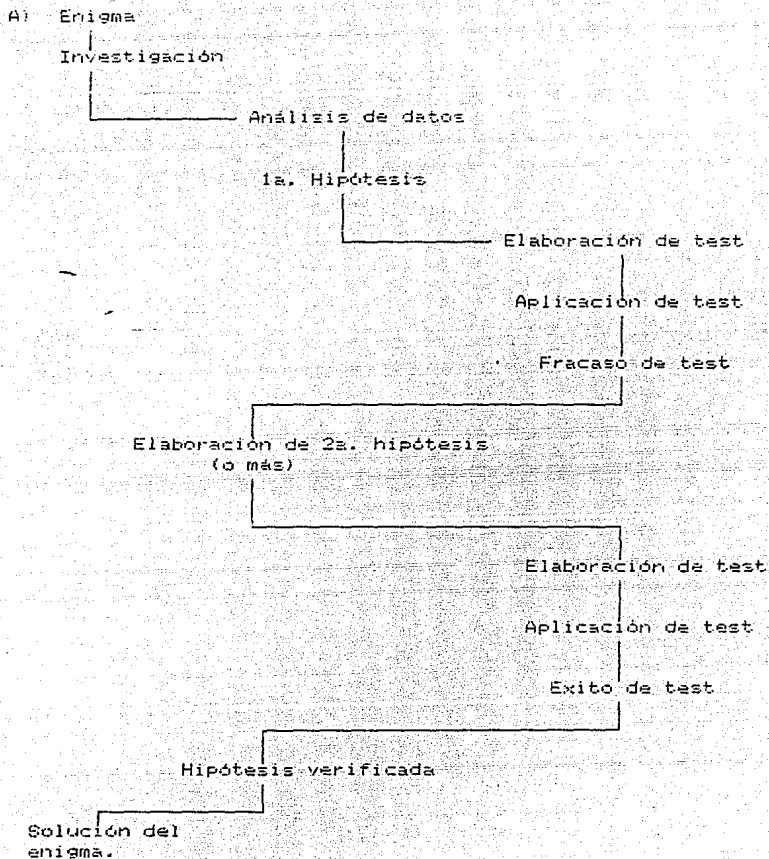 A) Enigma
Investigación
Análisis de datos
1a. Hipótesis
Elaboración de test
Aplicación de test
Fracaso de test
Elaboración de 2a. hipótesis
(o más)
Elaboración de test
Aplicación de test
Exito de test
Hipótesis verificada
Solución del
enigma.